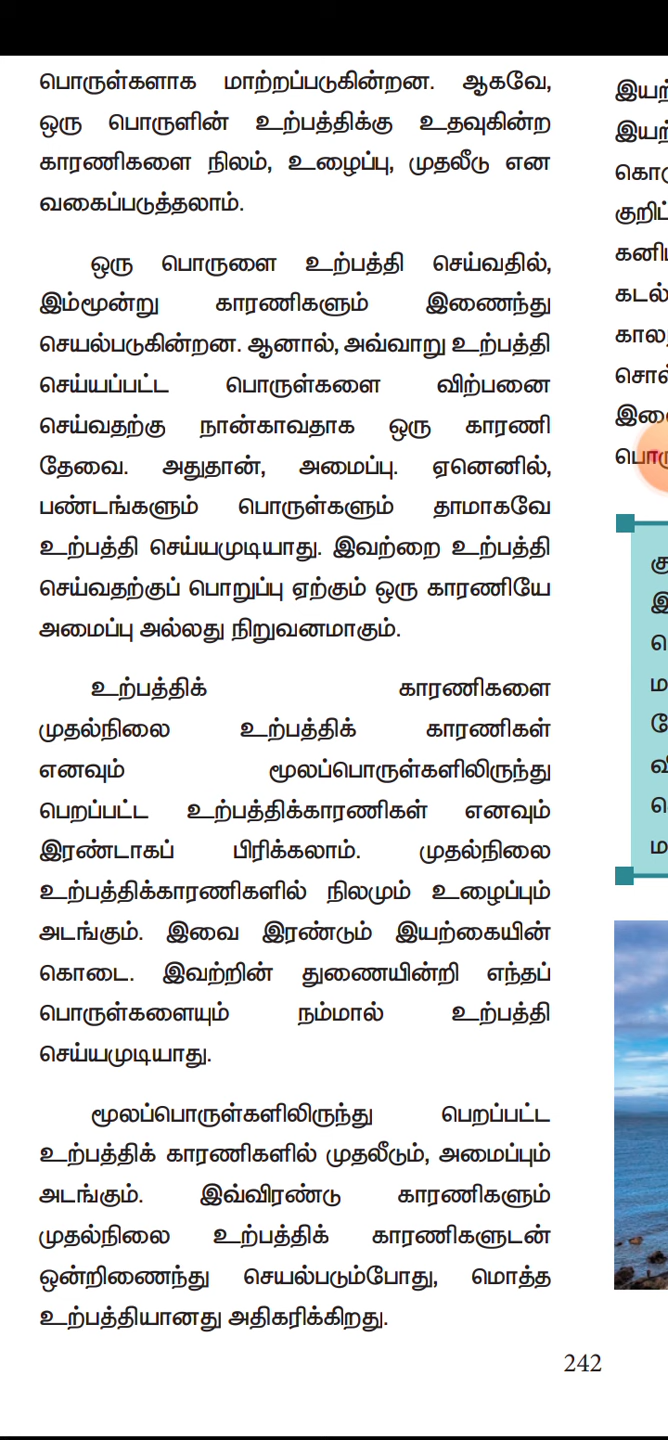 பொருள்களாக மாற்றப்படுகின்றன. ஆகவே,
ஒரு பொருளின் உற்பத்திக்கு உதவுகின்ற
காரணிகளை நிலம், உழைப்பு, முதலீடு என
வகைப்படுத்தலாம்.
ஒரு பொருளை உற்பத்தி செய்வதில்,
இம்மூன்று காரணிகளும் இணைந்து
செயல்படுகின்றன. ஆனால், அவ்வாறு உற்பத்தி
செய்யப்பட்ட பொருள்களை விற்பனை
செய்வதற்கு நான்காவதாக ஒரு காரணி
தேவை. அதுதான், அமைப்பு. ஏனெனில்,
பண்டங்களும் பொருள்களும் தாமாகவே
உற்பத்தி செய்யமுடியாது. இவற்றை உற்பத்தி
செய்வதற்குப் பொறுப்பு ஏற்கும் ஒரு காரணியே
அமைப்பு அல்லது நிறுவனமாகும்.
உற்பத்திக் காரணிகளை
முதல்நிலை உற்பத்திக் காரணிகள்
எனவும் மூலப்பொருள்களிலிருந்து
பெறப்பட்ட உற்பத்திக்காரணிகள் எனவும்
இரண்டாகப் பிரிக்கலாம். முதல்நிலை
உற்பத்திக்காரணிகளில் நிலமும் உழைப்பும்
அடங்கும். இவை இரண்டும் இயற்கையின்
கொடை. இவற்றின் துணையின்றி எந்தப்
பொருள்களையும் நம்மால் உற்பத்தி
செய்யமுடியாது.
மூலப்பொருள்களிலிருந்து பெறப்பட்ட
உற்பத்திக் காரணிகளில் முதலீடும், அமைப்பும்
அடங்கும். இவ்விரண்டு காரணிகளும்
முதல்நிலை உற்பத்திக் காரணிகளுடன்
ஒன்றிணைந்து செயல்படும்போது, மொத்த
உற்பத்தியானது அதிகரிக்கிறது.
242